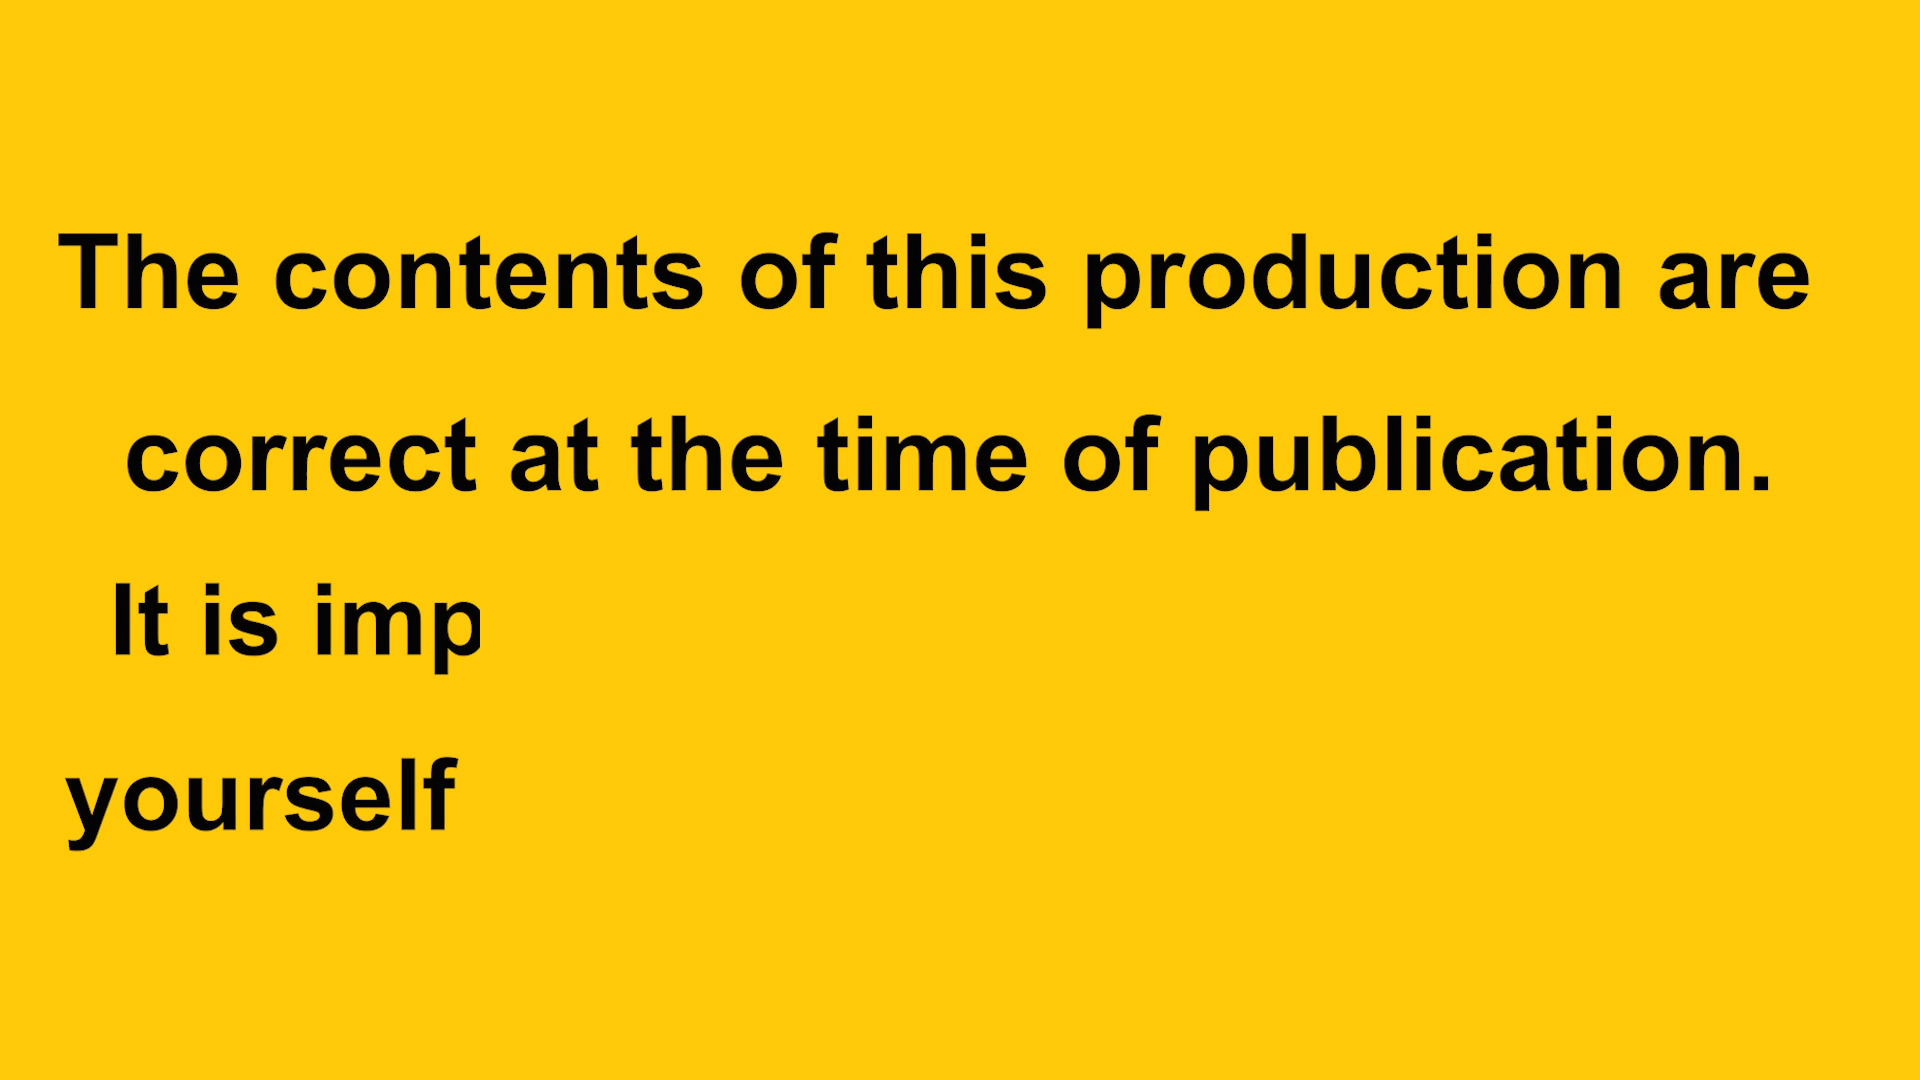 The contents of this production are
correct at the time of publication.
It is imp
yourself